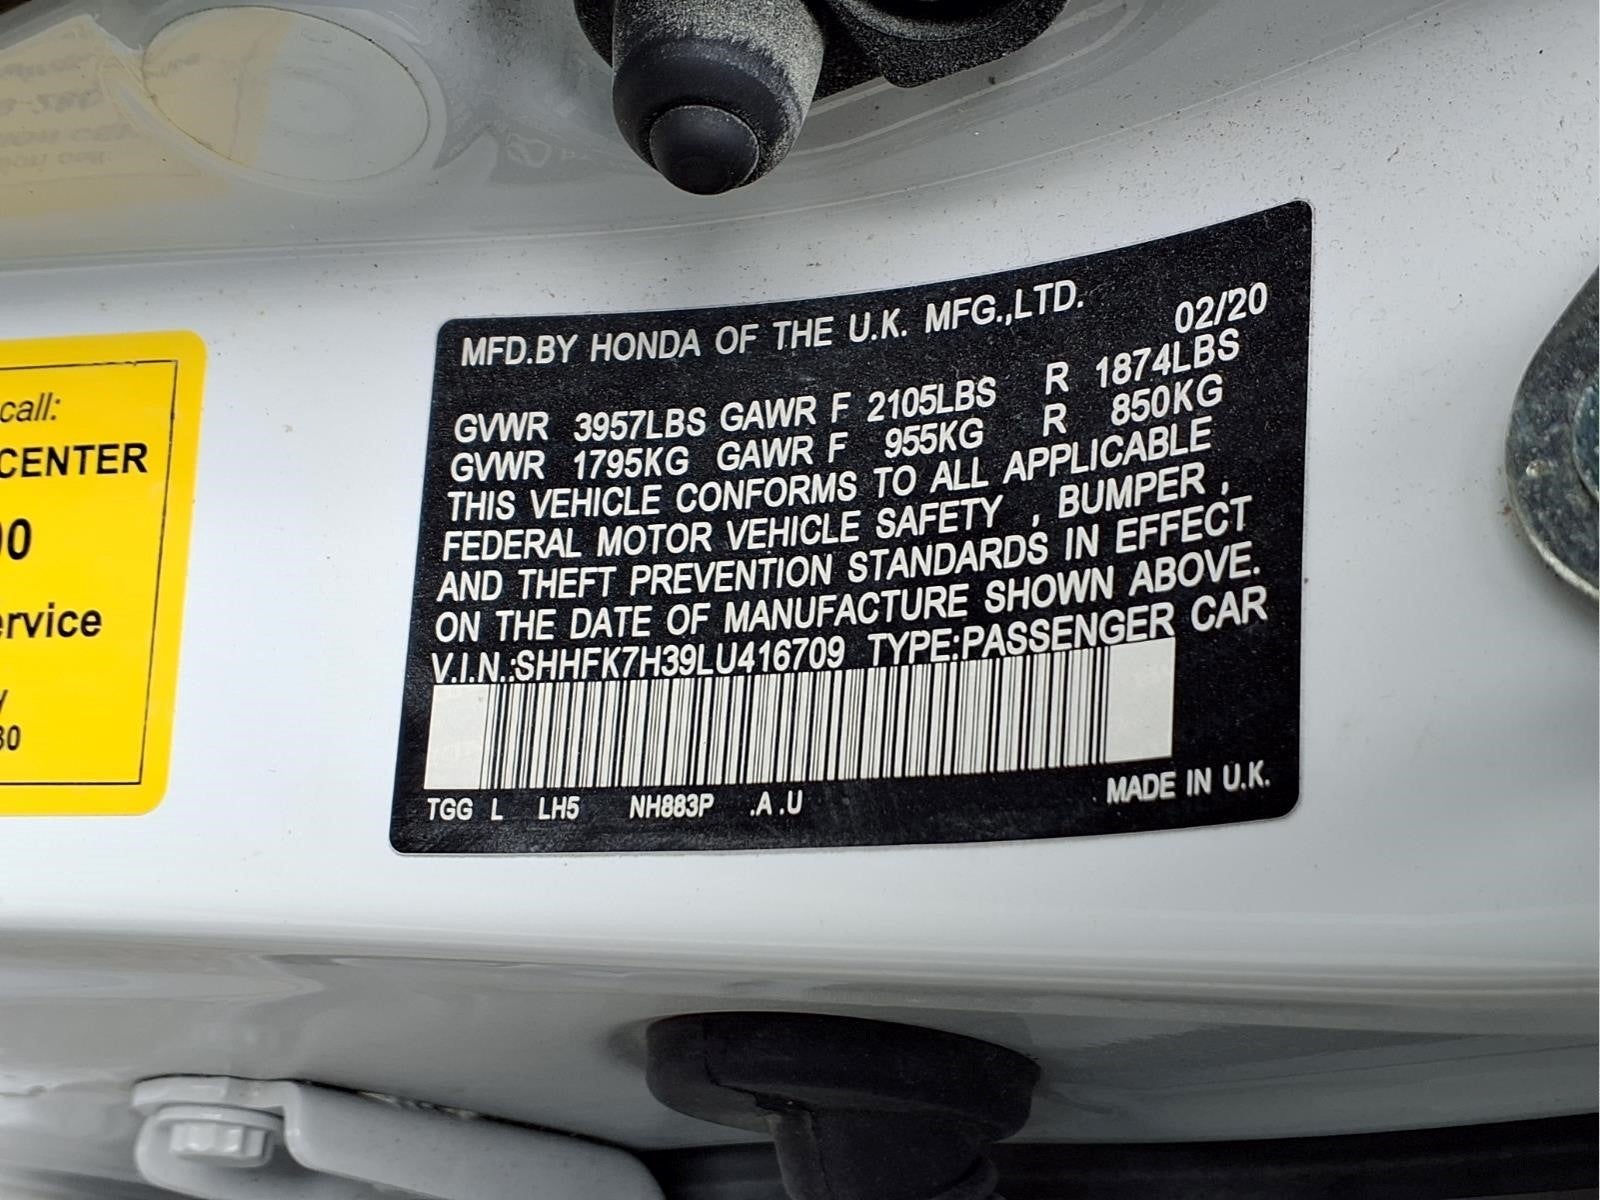 call:
CENTER
00
ervice
y
30
MFD.BY HONDA OF THE U.K. MFG.,LTD.
02/20
GVWR 3957LBS GAWR F 2105LBS R 1874LBS
GVWR 1795KG GAWR F 955KG R 850KG
THIS VEHICLE CONFORMS TO ALL APPLICABLE
FEDERAL MOTOR VEHICLE SAFETY , BUMPER ,
AND THEFT PREVENTION STANDARDS IN EFFECT
ON THE DATE OF MANUFACTURE SHOWN ABOVE.
V.I.N.:SHHFK7H39LU416709 TYPE:PASSENGER CAR
TGG L LH5 NH883P .A .U
MADE IN U.K.